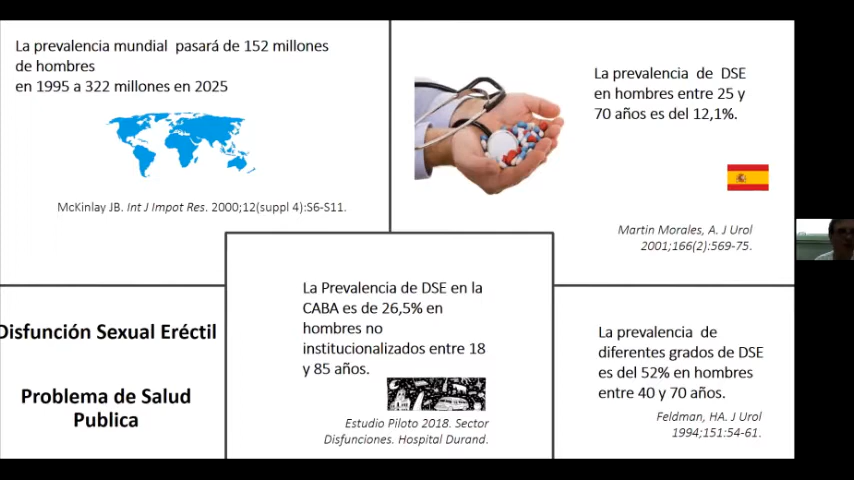 La prevalencia mundial pasará de 152 millones
de hombres
en 1995 a 322 millones en 2025
McKinlay JB. Int J Impot Res. 2000;12(suppl 4):S6-S11.
La prevalencia de DSE
en hombres entre 25 y
70 años es del 12,1%.
Martin Morales, A. J Urol
2001;166(2):569-75.
Disfunción Sexual Eréctil
Problema de Salud
Publica
La Prevalencia de DSE en la
CABA es de 26,5% en
hombres no
institucionalizados entre 18
y 85 años.
Estudio Piloto 2018. Sector
Disfunciones. Hospital Durand.
La prevalencia de
diferentes grados de DSE
es del 52% en hombres
entre 40 y 70 años.
Feldman, HA. J Urol
1994;151:54-61.